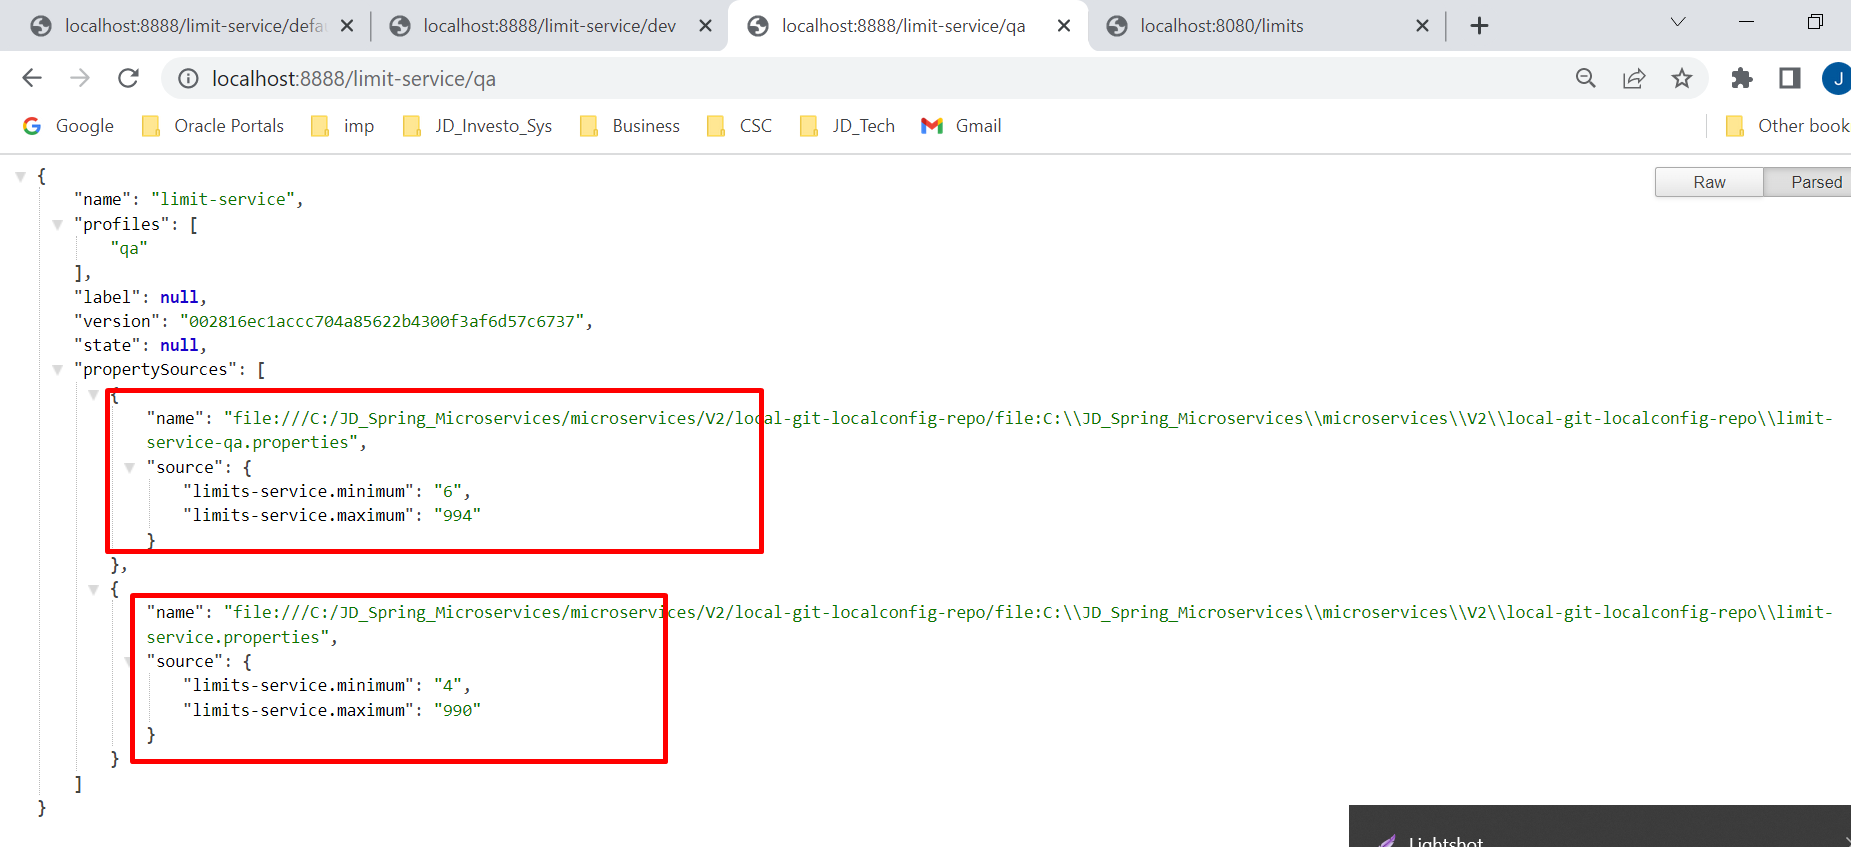 localhost:8888/limit-service/defau
localhost:8888/limit-service/dev
localhost:8888/limit-service/qa
localhost:8080/limits
localhost:8888/limit-service/qa
J
Google
Oracle Portals
imp
JD_Investo_Sys
Business
CSC
JD_Tech
Gmail
Other book
Raw
Parsed
{
"name": "limit-service",
"profiles": [
"qa"
],
"label": null,
"version": "002816ec1accc704a85622b4300f3af6d57c6737",
"state": null,
"propertySources": [
{
"name": "file:///C:/JD_Spring_Microservices/microservices/V2/local-git-localconfig-repo/file:C:\\JD_Spring_Microservices\\microservices\\V2\\local-git-localconfig-repo\\limit-
service-qa.properties",
"source": {
"limits-service.minimum": "6",
"limits-service.maximum": "994"
}
},
{
"name": "file:///C:/JD_Spring_Microservices/microservices/V2/local-git-localconfig-repo/file:C:\\JD_Spring_Microservices\\microservices\\V2\\local-git-localconfig-repo\\limit-
service.properties",
"source": {
"limits-service.minimum": "4",
"limits-service.maximum": "990"
}
}
]
}
Lightshot